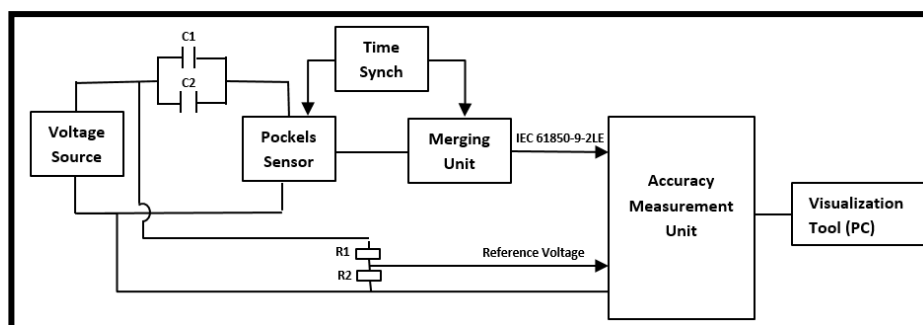 C1
C2
Time
Synch
Voltage
Source
Pockels
Sensor
Merging
Unit
IEC 61850-9-2LE
Accuracy
Measurement
Unit
Visualization
Tool (PC)
R1
R2
Reference Voltage